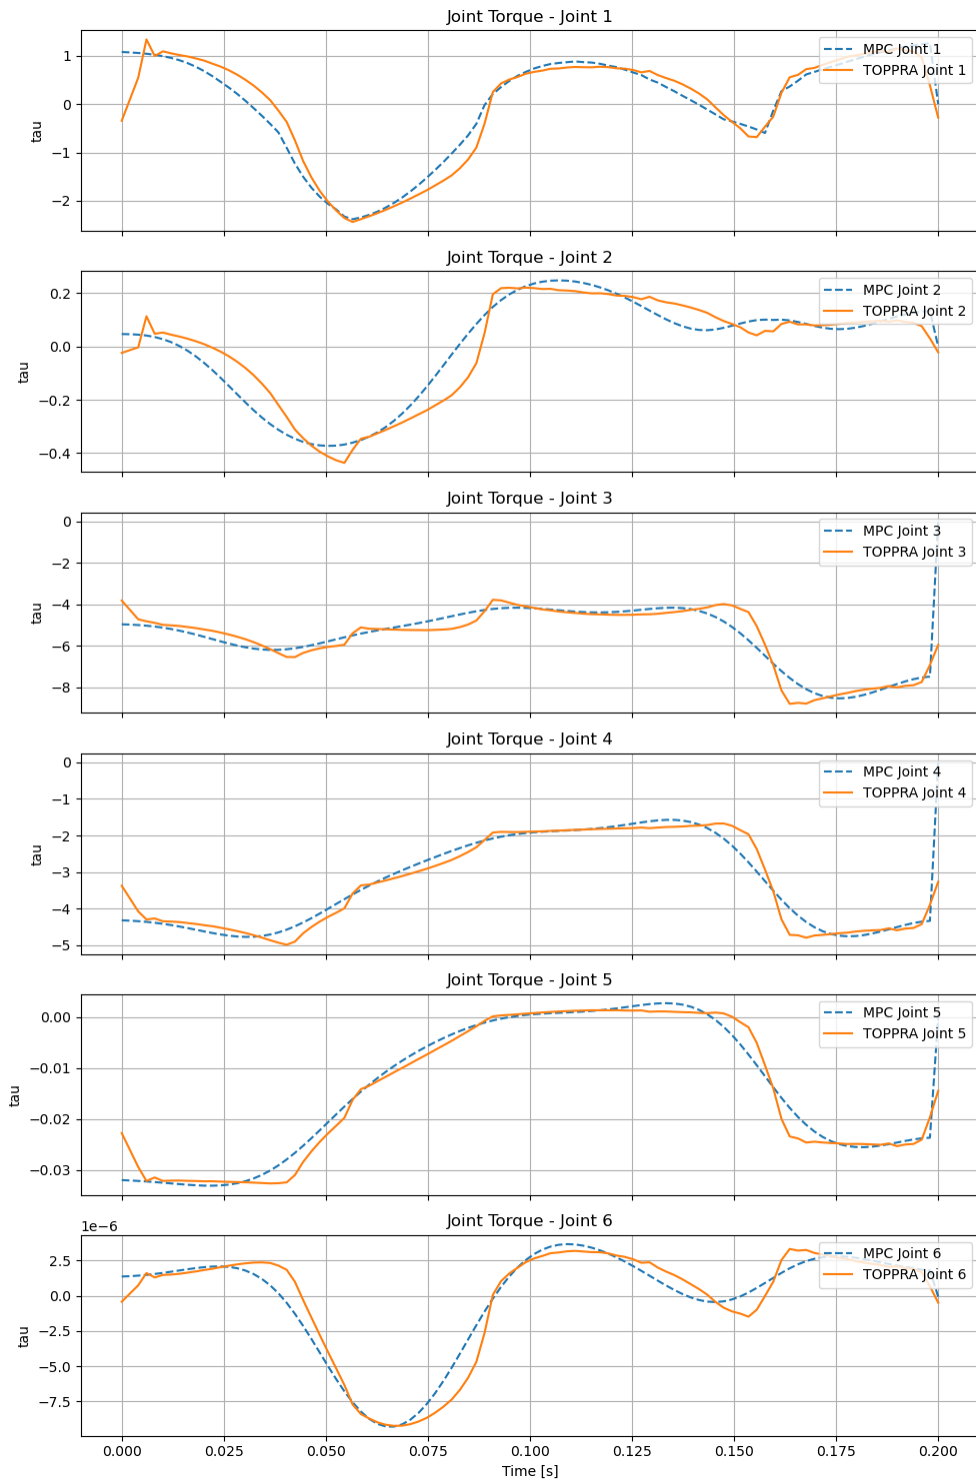 Joint Torque - Joint 1
1
0
−1
−2
tau
MPC Joint 1
TOPPRA Joint 1
Joint Torque - Joint 2
0.2
0.0
−0.2
−0.4
tau
MPC Joint 2
TOPPRA Joint 2
Joint Torque - Joint 3
0
−2
−4
−6
−8
tau
MPC Joint 3
TOPPRA Joint 3
Joint Torque - Joint 4
0
−1
−2
−3
−4
−5
tau
MPC Joint 4
TOPPRA Joint 4
Joint Torque - Joint 5
0.00
−0.01
−0.02
−0.03
tau
MPC Joint 5
TOPPRA Joint 5
Joint Torque - Joint 6
1e−6
2.5
0.0
−2.5
−5.0
−7.5
tau
MPC Joint 6
TOPPRA Joint 6
0.000 0.025 0.050 0.075 0.100 0.125 0.150 0.175 0.200
Time [s]